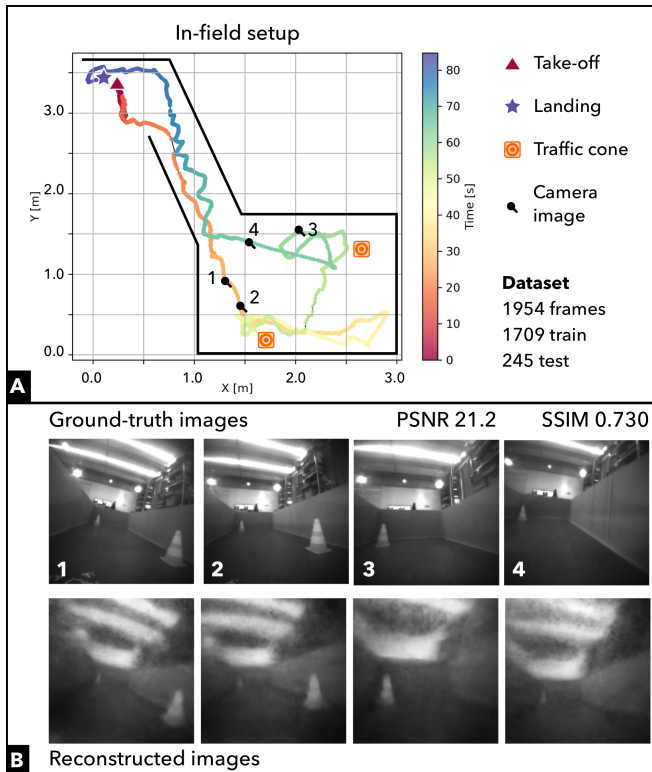 In-field setup
Y [m]
3.0
2.0
1.0
0.0
0.0
1.0
2.0
3.0
X [m]
1
2
3
4
80
70
60
50
40
30
20
10
0
Time [s]
Take-off
Landing
Traffic cone
Camera
image
Dataset
1954 frames
1709 train
245 test
A
Ground-truth images PSNR 21.2 SSIM 0.730
1
2
3
4
B
Reconstructed images